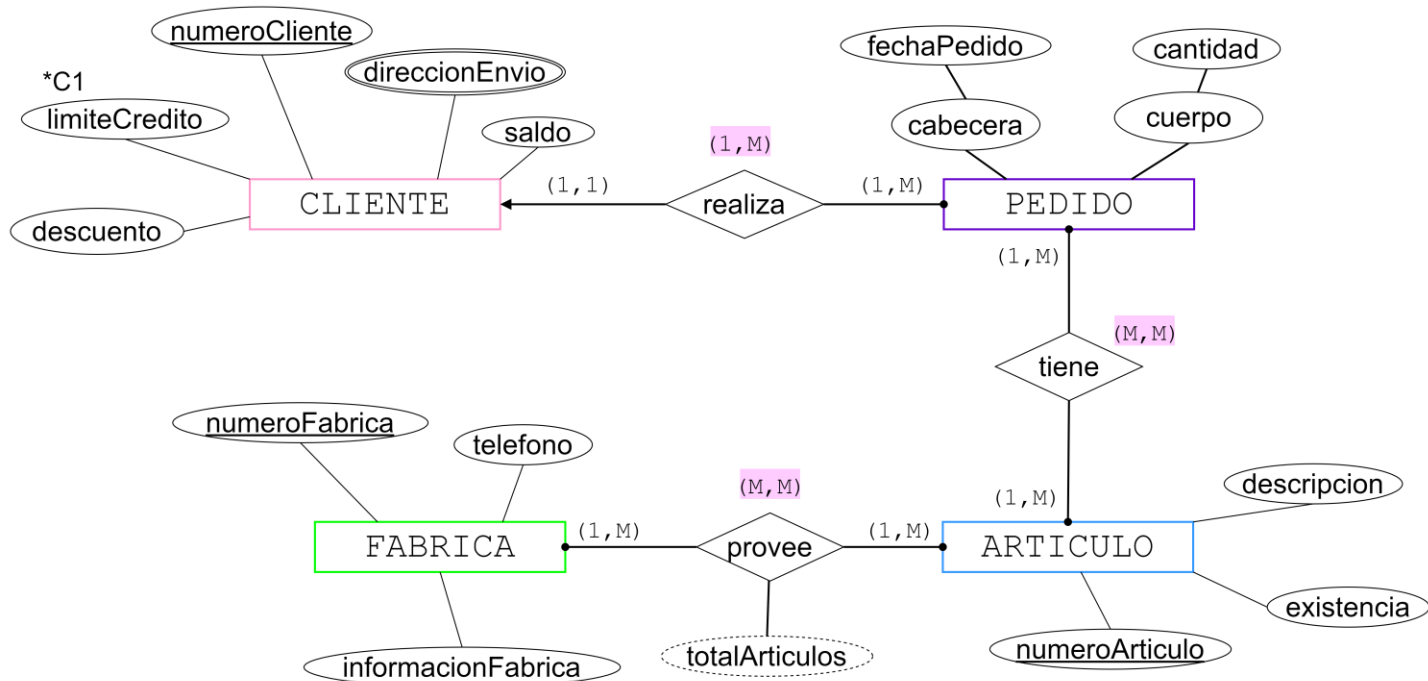 numeroCliente
fechaPedido
cantidad
*C1
direccionEnvio
limiteCredito
cabecera
cuerpo
saldo
(1,M)
CLIENTE
(1,1)
realiza
(1,M)
PEDIDO
descuento
(1,M)
(M,M)
tiene
numeroFabrica
telefono
(M,M)
(1,M)
descripcion
FABRICA
(1,M)
provee
(1,M)
ARTICULO
existencia
informacionFabrica
totalArticulos
numeroArticulo